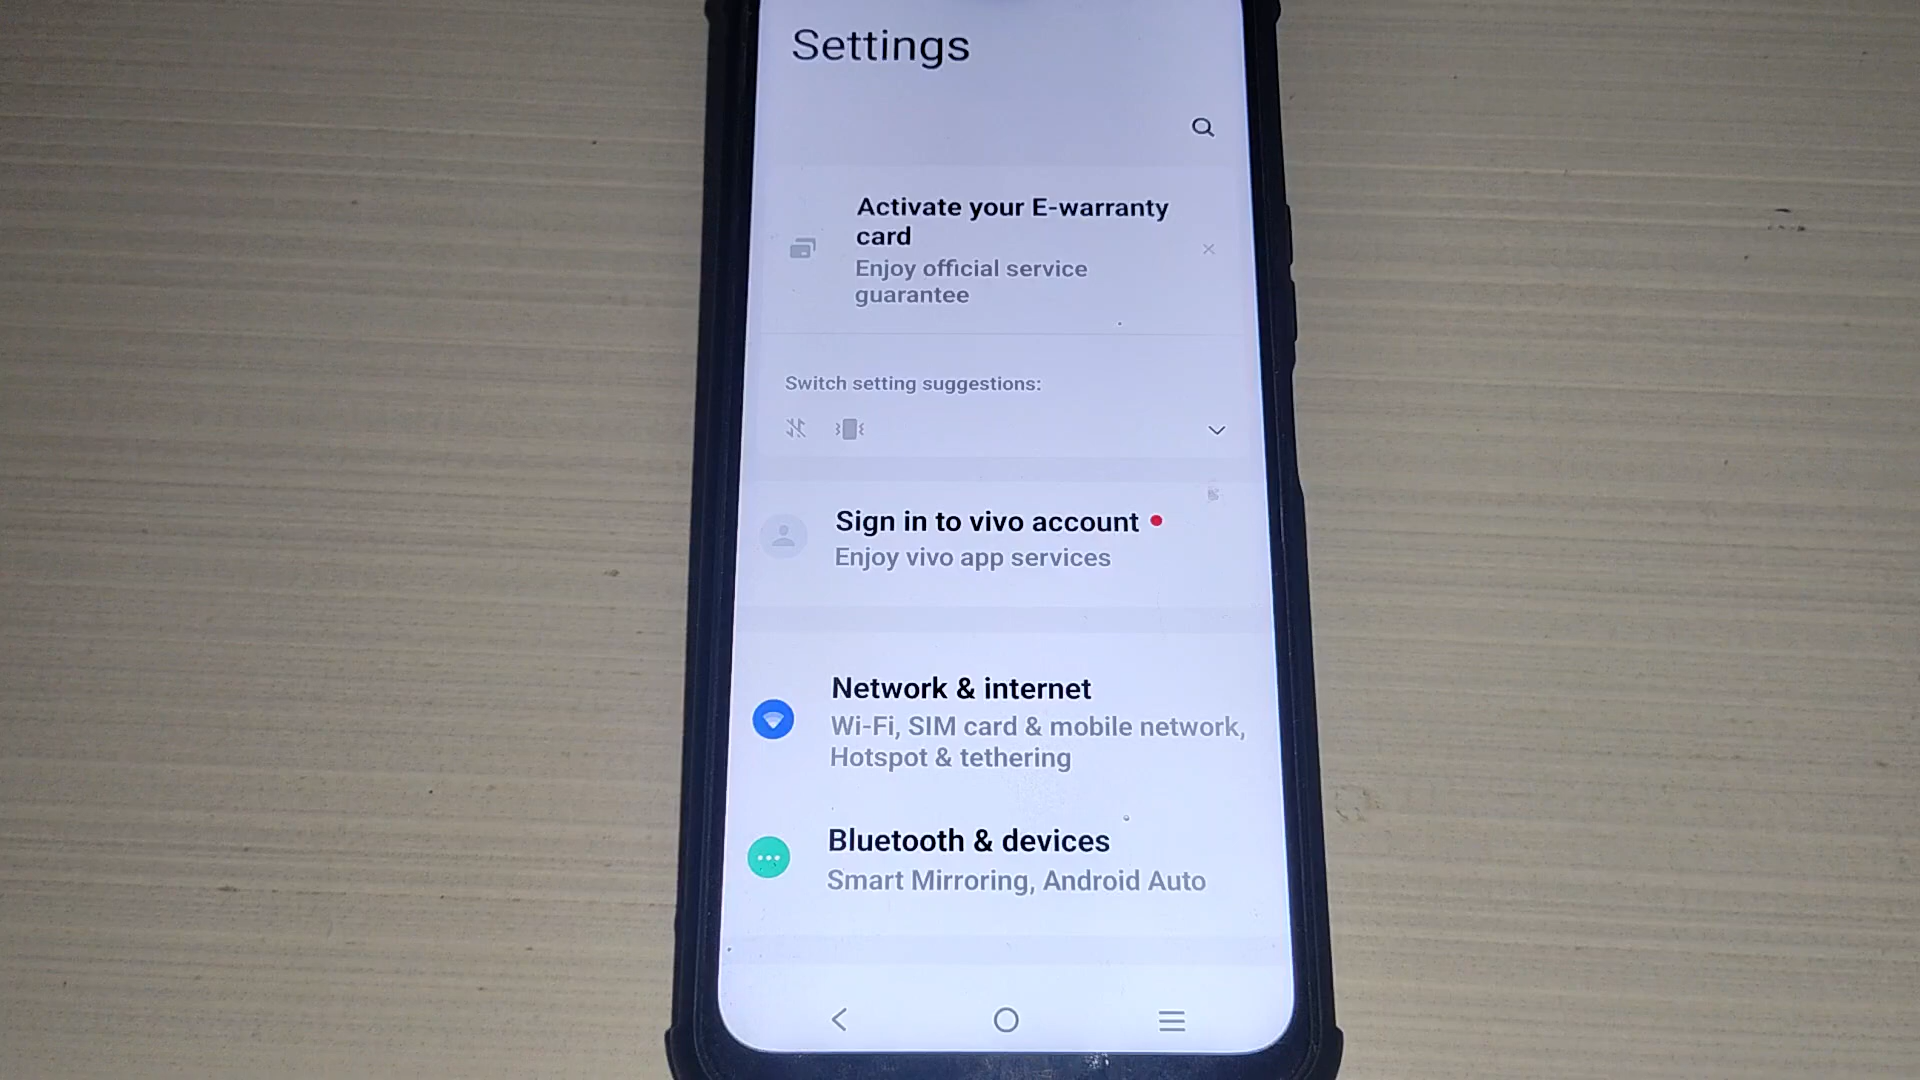 Settings
Activate your E-warranty
card
Enjoy official service
guarantee
Switch setting suggestions:
Sign in to vivo account
Enjoy vivo app services
Network & internet
Wi-Fi, SIM card & mobile network,
Hotspot & tethering
Bluetooth & devices
Smart Mirroring, Android Auto